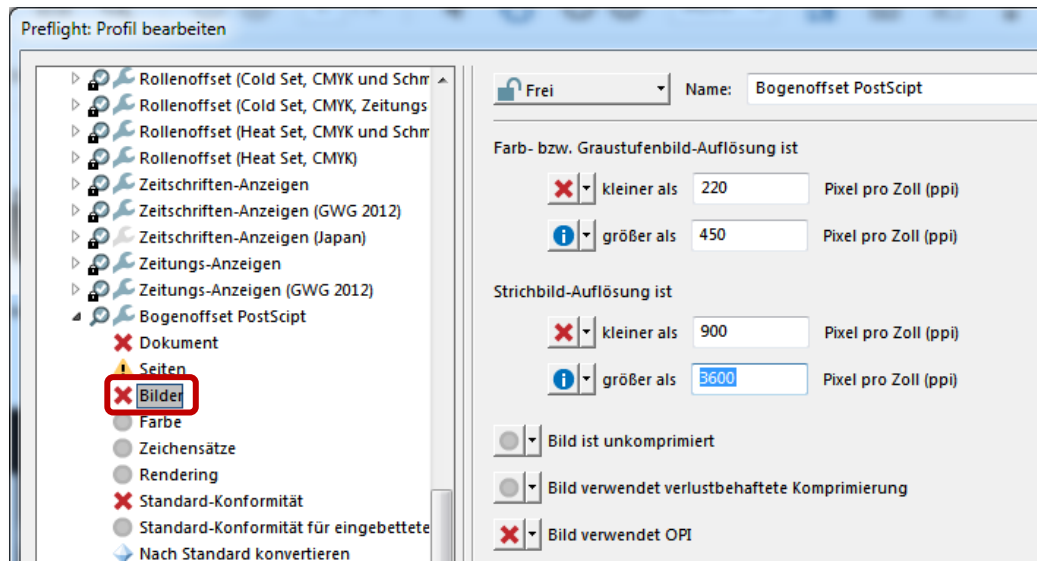 Preflight: Profil bearbeiten
Rollenoffset (Cold Set, CMYK und Schm
Rollenoffset (Cold Set, CMYK, Zeitungs
Rollenoffset (Heat Set, CMYK und Schm
Rollenoffset (Heat Set, CMYK)
Zeitschriften-Anzeigen
Zeitschriften-Anzeigen (GWG 2012)
Zeitschriften-Anzeigen (Japan)
Zeitungs-Anzeigen
Zeitungs-Anzeigen (GWG 2012)
Bogenoffset PostScipt
Dokument
Seiten
Bilder
Farbe
Zeichensätze
Rendering
Standard-Konformität
Standard-Konformität für eingebettete
Nach Standard konvertieren
Frei Name: Bogenoffset PostScipt
Farb- bzw. Graustufenbild-Auflösung ist
kleiner als 220 Pixel pro Zoll (ppi)
größer als 450 Pixel pro Zoll (ppi)
Strichbild-Auflösung ist
kleiner als 900 Pixel pro Zoll (ppi)
größer als 3600 Pixel pro Zoll (ppi)
Bild ist unkomprimiert
Bild verwendet verlustbehaftete Komprimierung
Bild verwendet OPI